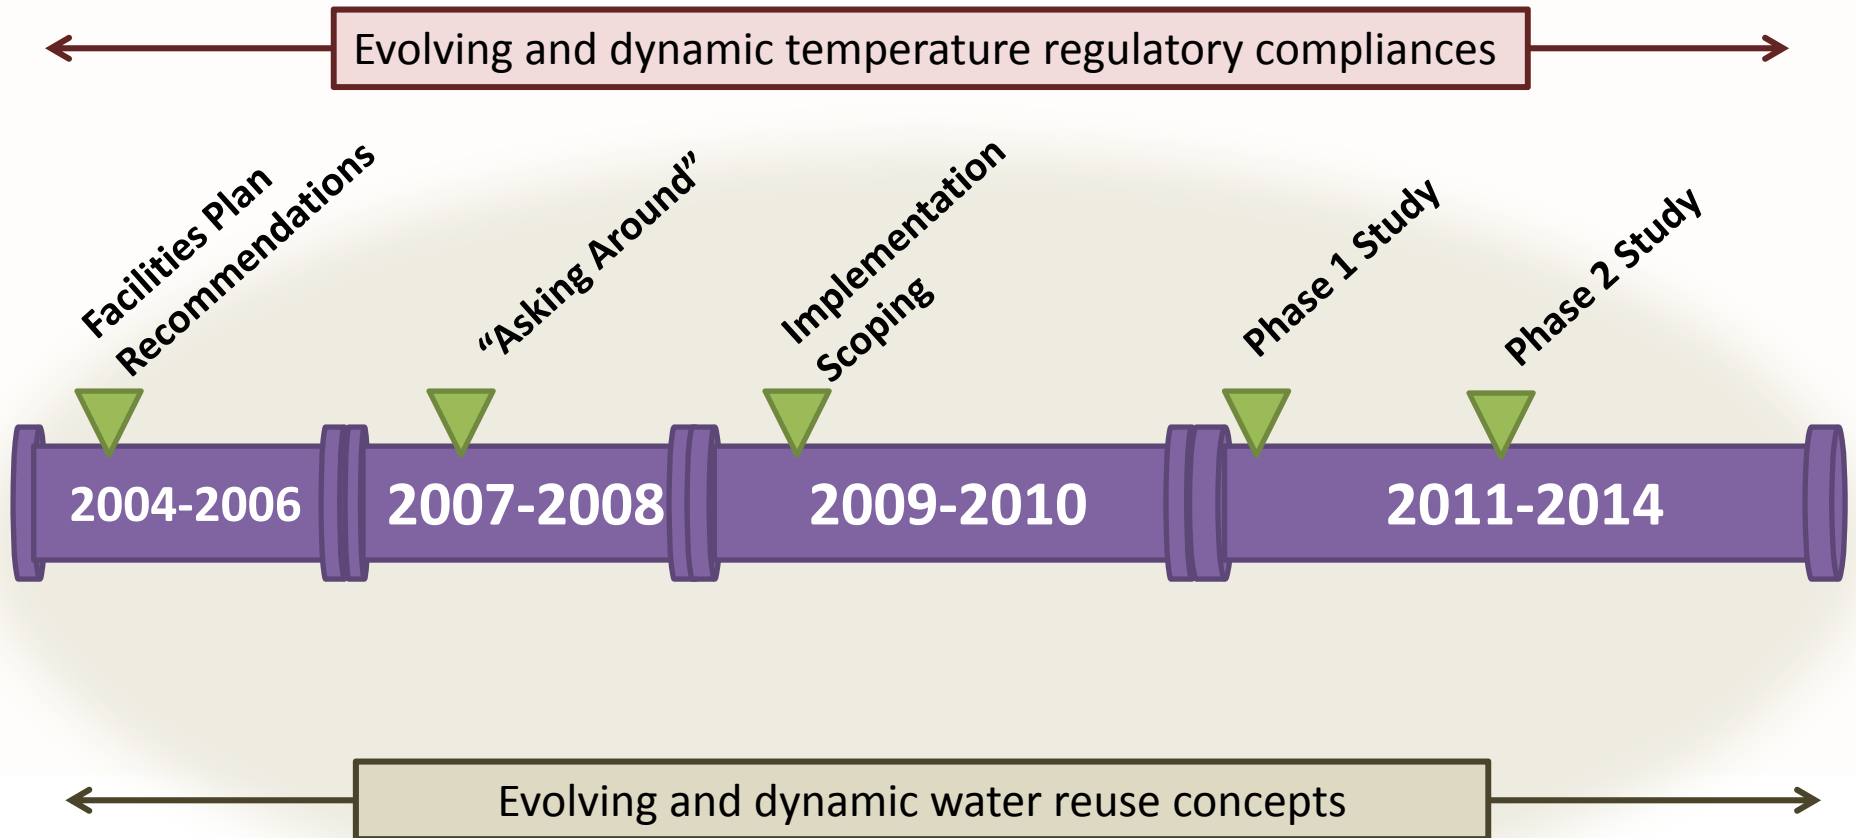 Evolving and dynamic temperature regulatory compliances
Facilities Plan
Recommendations
“Asking Around”
Implementation
Scoping
Phase 1 Study
Phase 2 Study
2004-2006
2007-2008
2009-2010
2011-2014
Evolving and dynamic water reuse concepts